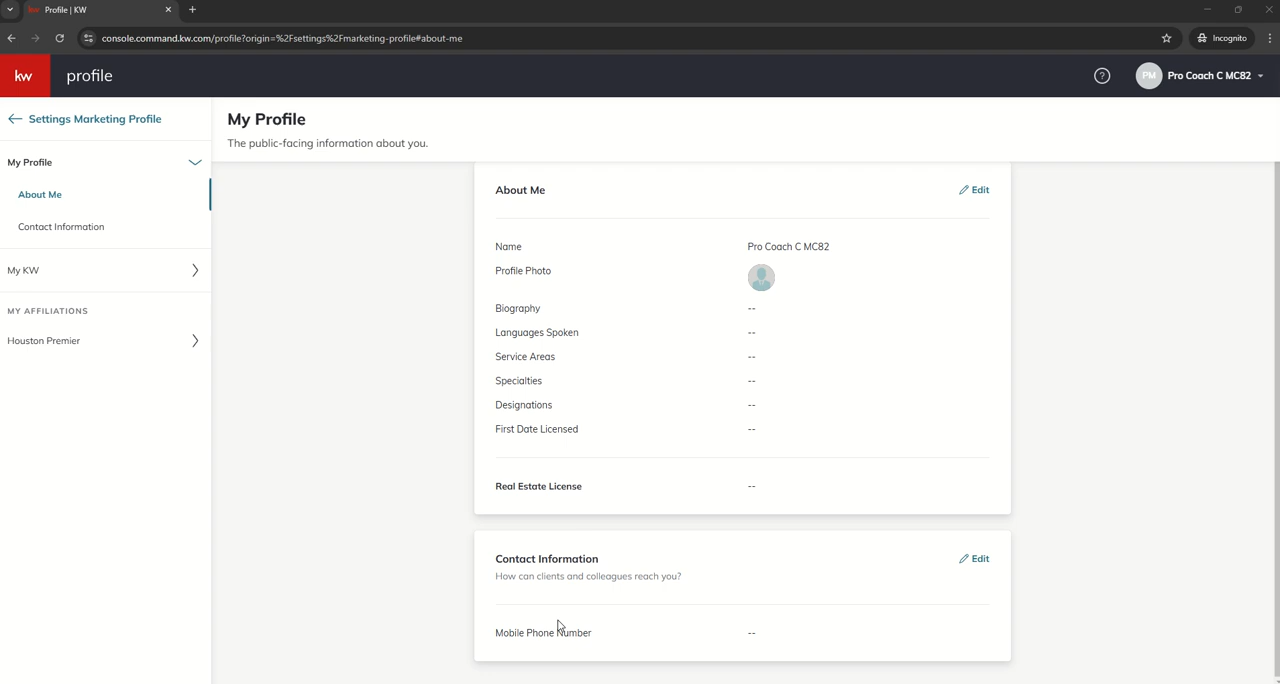 kw Profile | KW
console.command.kw.com/profile?origin=%2Fsettings%2Fmarketing-profile#about-me
Incognito
kw profile
? PM Pro Coach C MC82
Settings Marketing Profile
My Profile
About Me
Contact Information
My KW
MY AFFILIATIONS
Houston Premier
My Profile
The public-facing information about you.
About Me Edit
Name Pro Coach C MC82
Profile Photo
Biography --
Languages Spoken --
Service Areas --
Specialties --
Designations --
First Date Licensed --
Real Estate License --
Contact Information Edit
How can clients and colleagues reach you?
Mobile Phone Number --